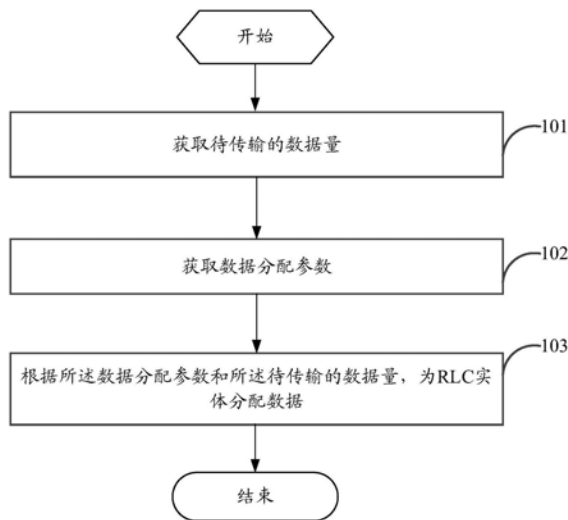 开始
获取待传输的数据量
101
获取数据分配参数
102
根据所述数据分配参数和所述待传输的数据量，为RLC实
体分配数据
103
结束